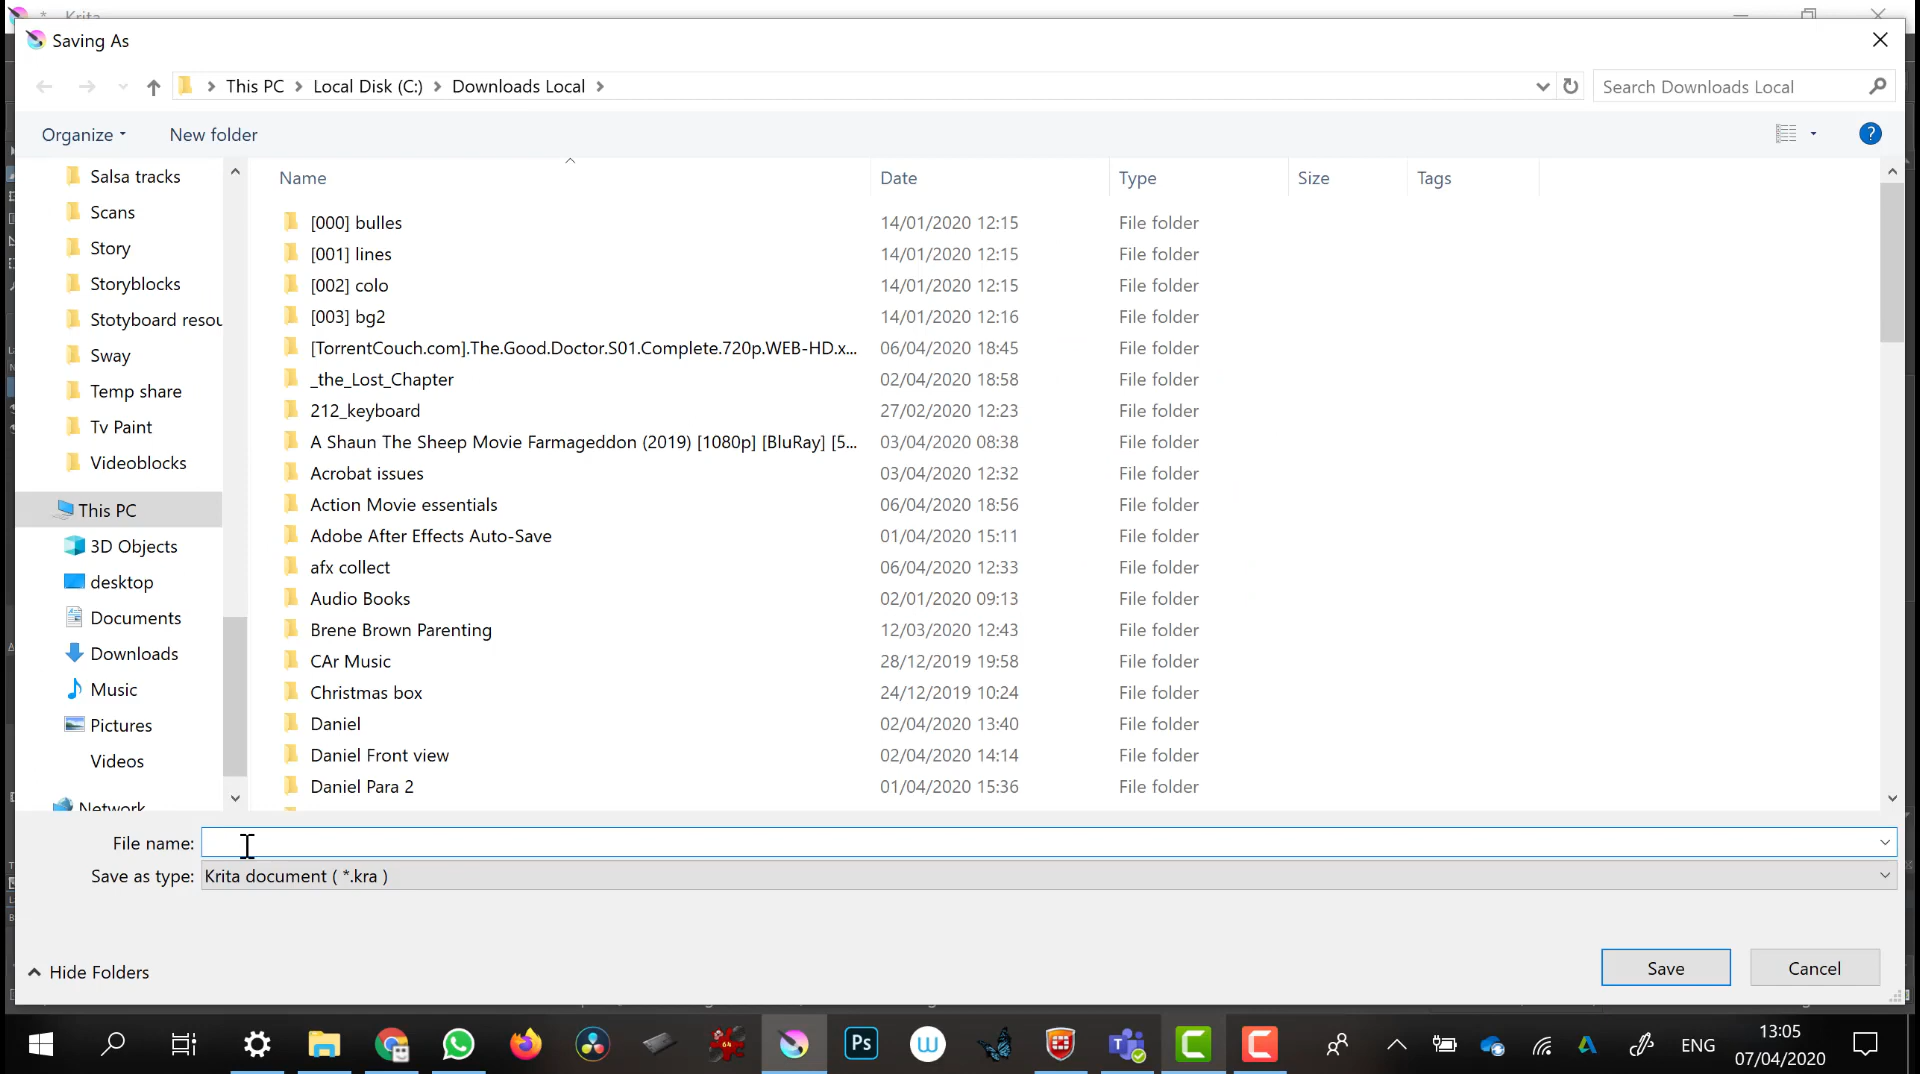 * Krita
Saving As
This PC > Local Disk (C:) > Downloads Local >
Search Downloads Local
Organize
New folder
Salsa tracks
Scans
Story
Storyblocks
Stotyboard resou
Sway
Temp share
Tv Paint
Videoblocks
This PC
3D Objects
desktop
Documents
Downloads
Music
Pictures
Videos
Network
Name Date Type Size Tags
[000] bulles 14/01/2020 12:15 File folder
[001] lines 14/01/2020 12:15 File folder
[002] colo 14/01/2020 12:15 File folder
[003] bg2 14/01/2020 12:16 File folder
[TorrentCouch.com].The.Good.Doctor.S01.Complete.720p.WEB-HD.x... 06/04/2020 18:45 File folder
_the_Lost_Chapter 02/04/2020 18:58 File folder
212_keyboard 27/02/2020 12:23 File folder
A Shaun The Sheep Movie Farmageddon (2019) [1080p] [BluRay] [5... 03/04/2020 08:38 File folder
Acrobat issues 03/04/2020 12:32 File folder
Action Movie essentials 06/04/2020 18:56 File folder
Adobe After Effects Auto-Save 01/04/2020 15:11 File folder
afx collect 06/04/2020 12:33 File folder
Audio Books 02/01/2020 09:13 File folder
Brene Brown Parenting 12/03/2020 12:43 File folder
CAr Music 28/12/2019 19:58 File folder
Christmas box 24/12/2019 10:24 File folder
Daniel 02/04/2020 13:40 File folder
Daniel Front view 02/04/2020 14:14 File folder
Daniel Para 2 01/04/2020 15:36 File folder
File name:
Save as type: Krita document ( *.kra )
Hide Folders
Save
Cancel
64
Ps
ENG
13:05
07/04/2020